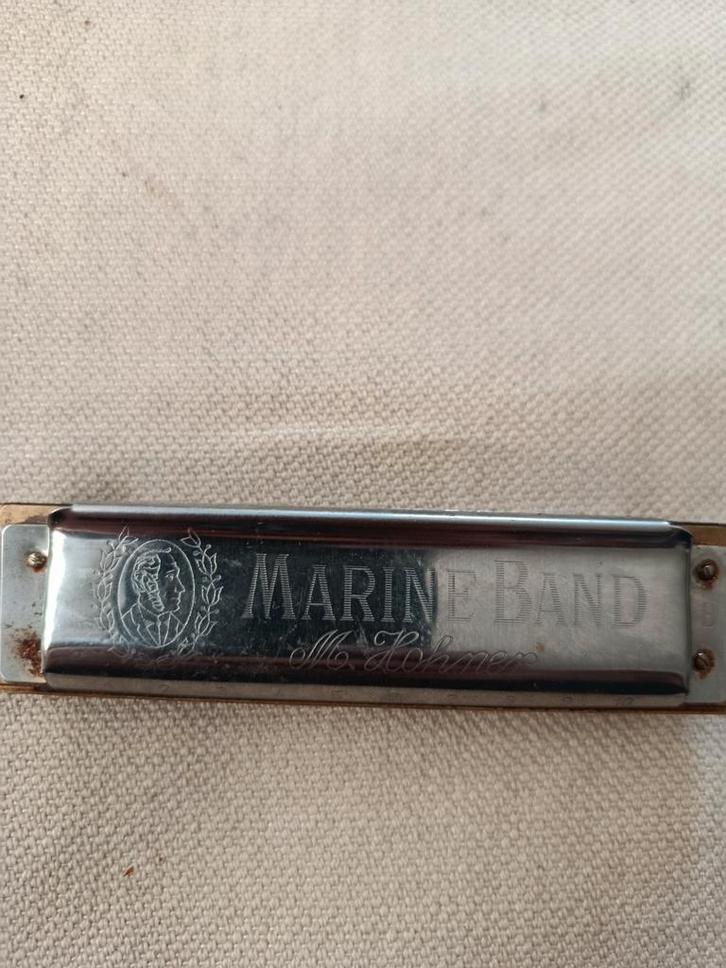 MARINE BAND
M. Hohner
B